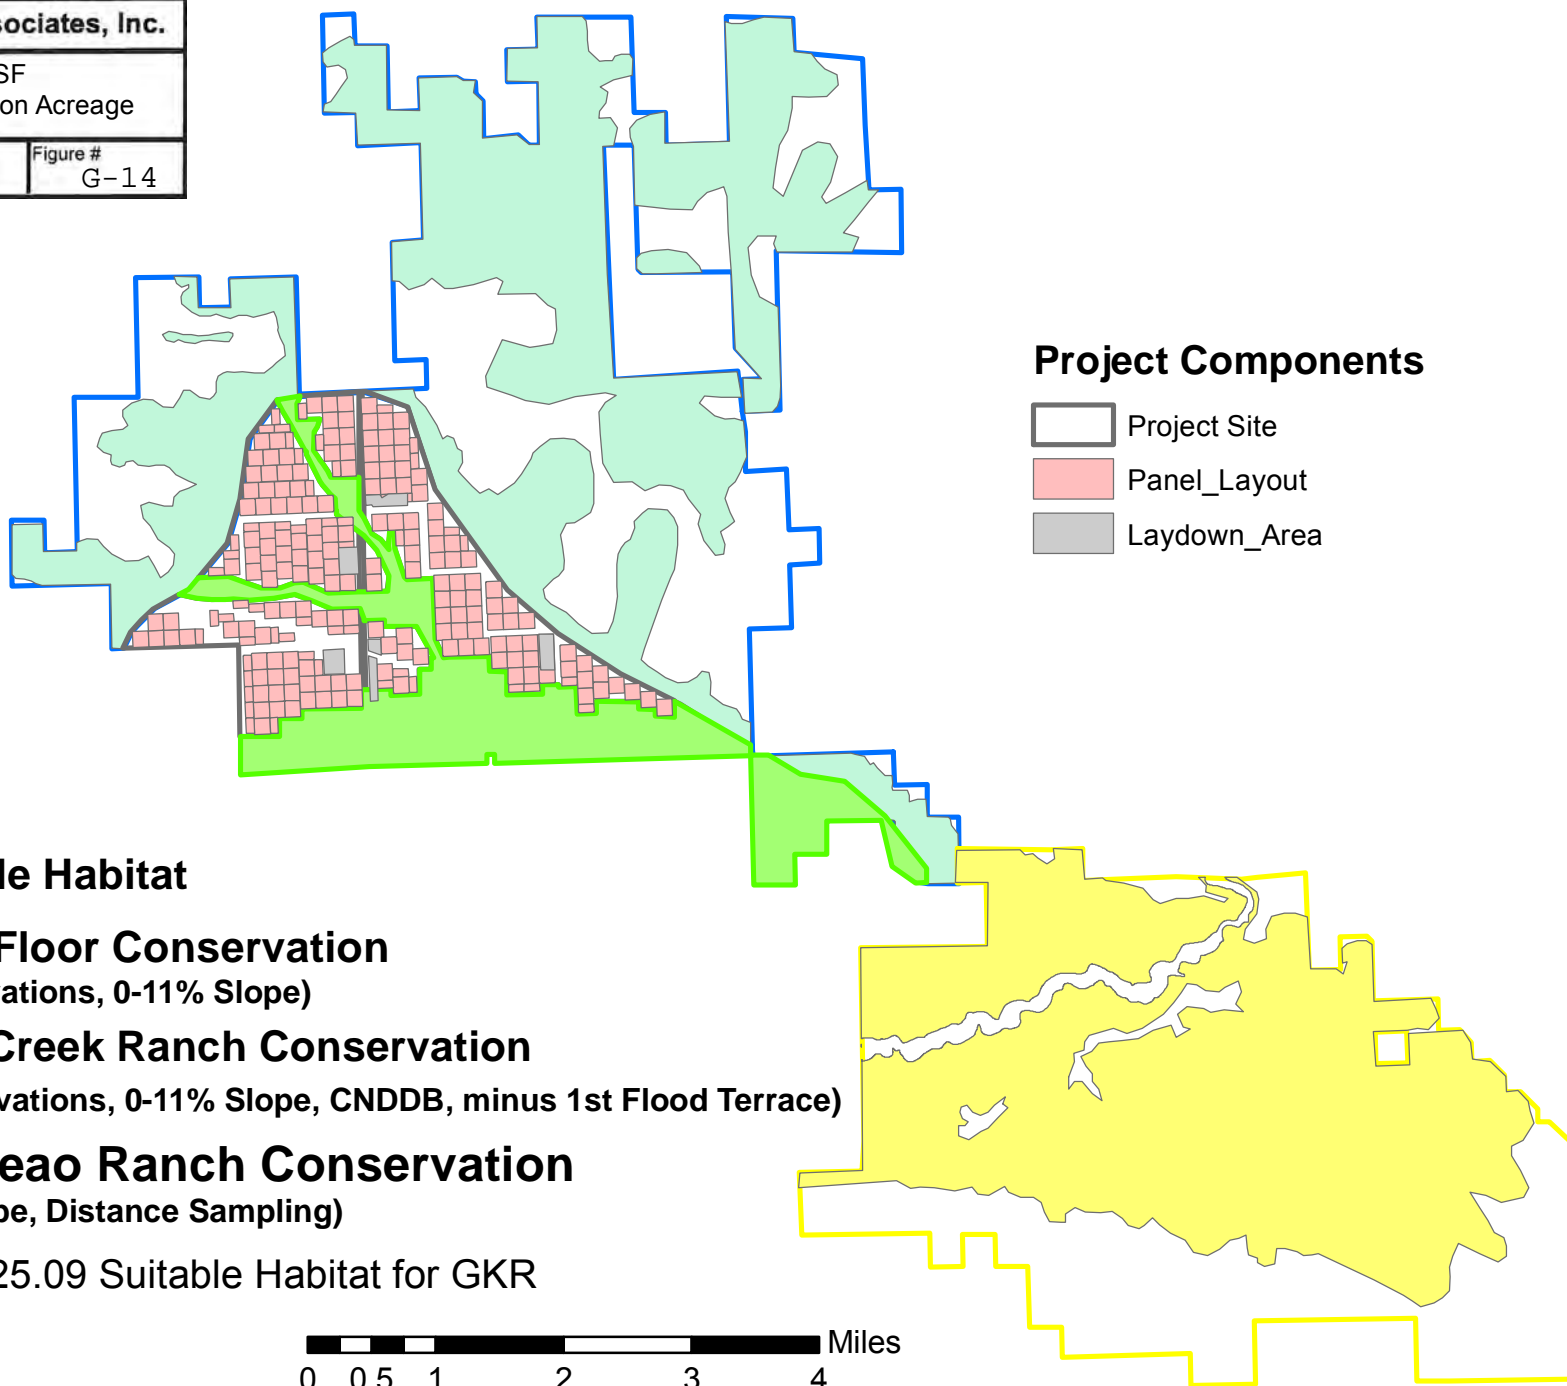 sociates, Inc.
SF
on Acreage
Figure #
G-14
Project Components
Project Site
Panel_Layout
Laydown_Area
le Habitat
Floor Conservation
ations, 0-11% Slope)
Creek Ranch Conservation
vations, 0-11% Slope, CNDDB, minus 1st Flood Terrace)
eao Ranch Conservation
pe, Distance Sampling)
25.09 Suitable Habitat for GKR
Miles
0 0.5 1 2 3 4